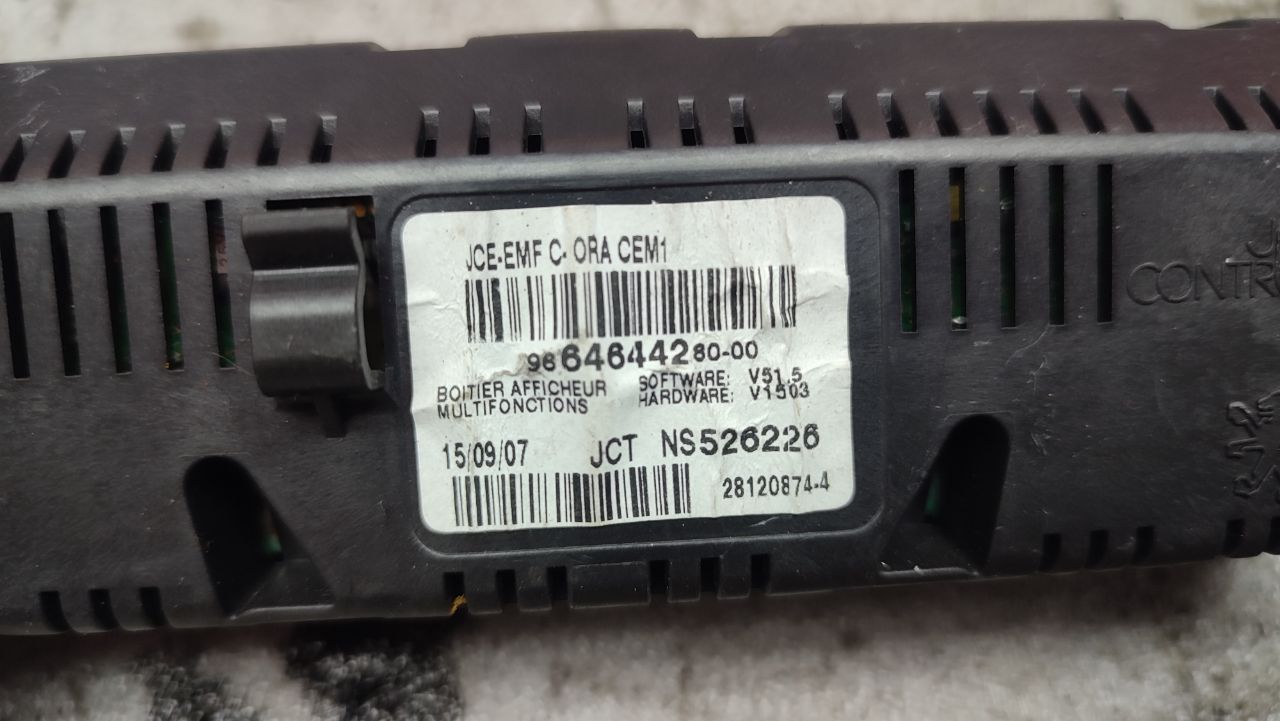 JCE-EMF C- ORA CEM1
9664644280-00
BOITIER AFFICHEUR SOFTWARE: V51.5
MULTIFONCTIONS HARDWARE: V1503
15/09/07 JCT NS526226
28120874-4